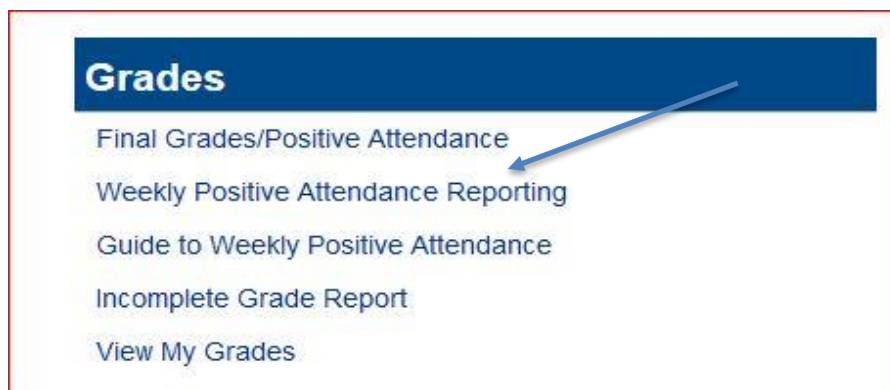 Grades
Final Grades/Positive Attendance
Weekly Positive Attendance Reporting
Guide to Weekly Positive Attendance
Incomplete Grade Report
View My Grades